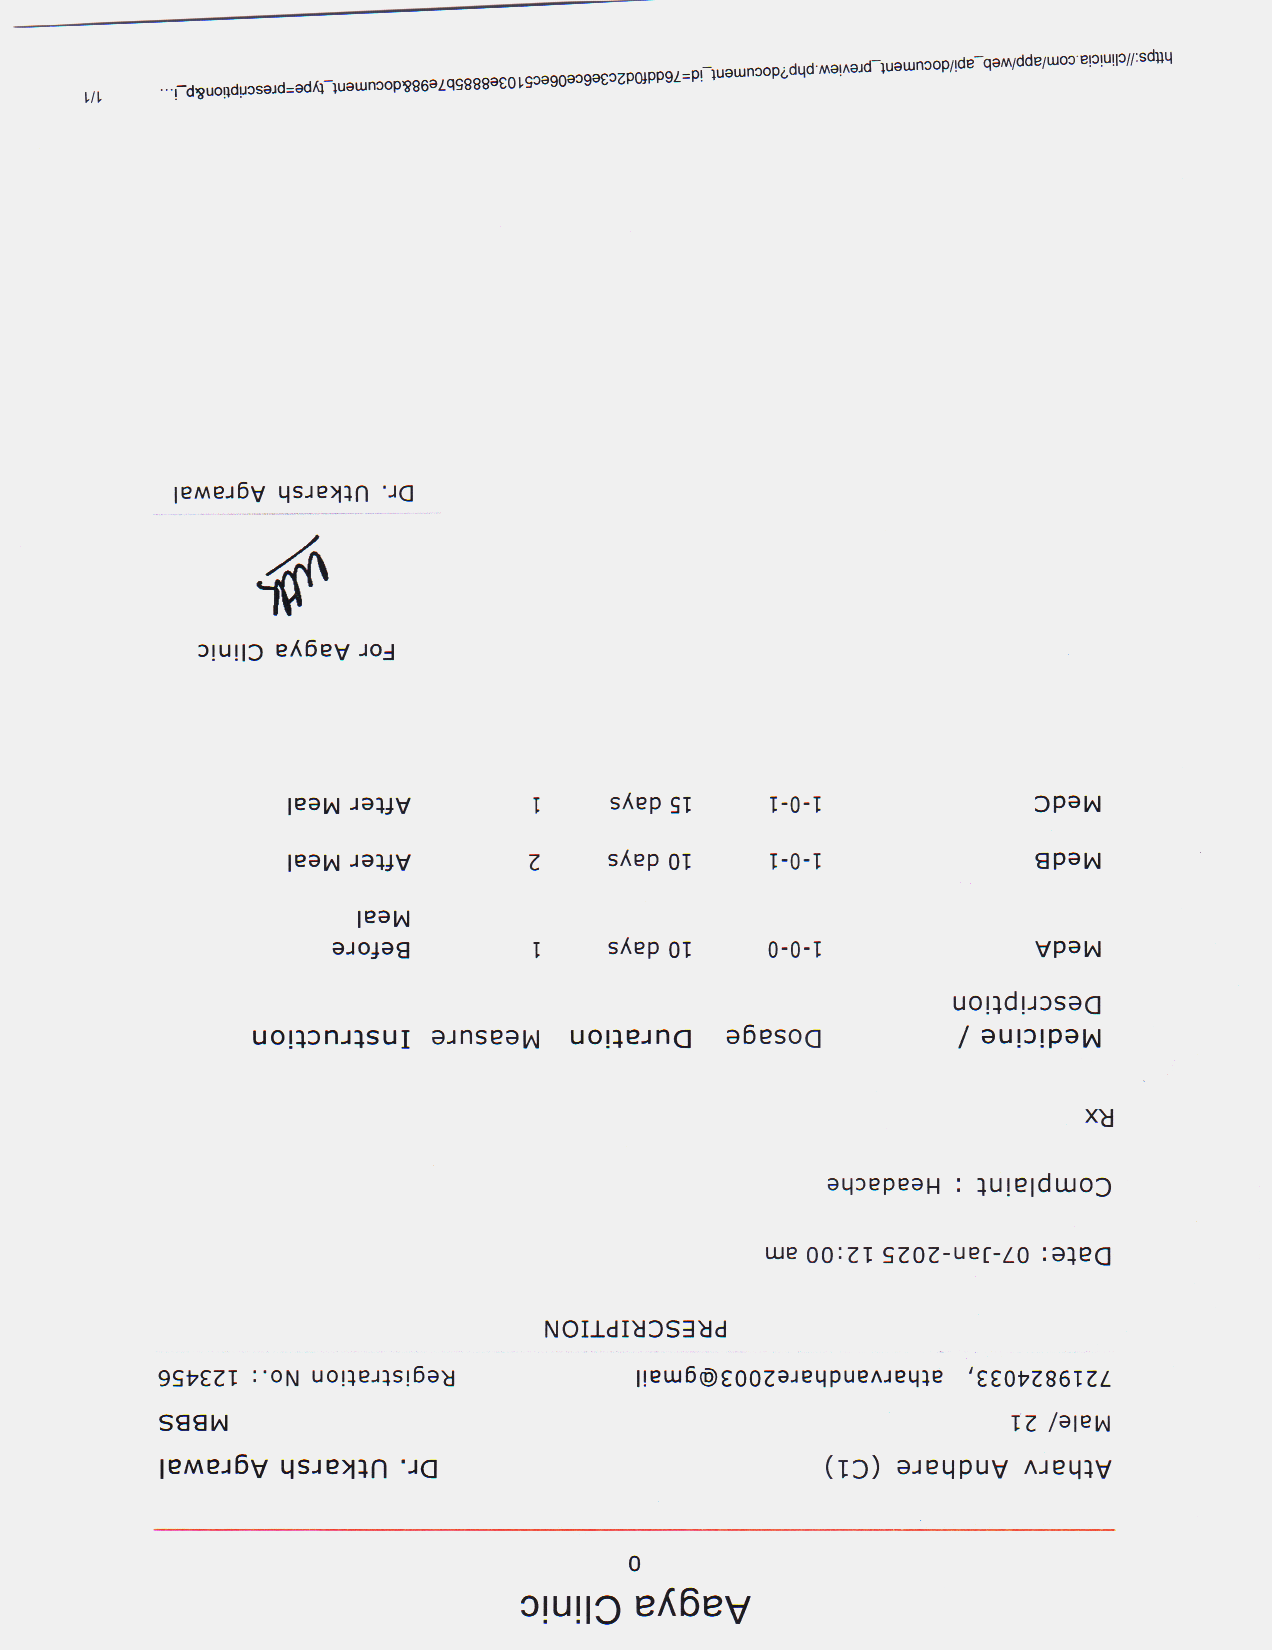 Aagya Clinic
0
Atharv Andhare (C1) Dr. Utkarsh Agrawal
Male/ 21 MBBS
7219824033, atharvandhare2003@gmail Registration No.: 123456
PRESCRIPTION
Date: 07-Jan-2025 12:00 am
Complaint : Headache
Rx
Medicine / Dosage Duration Measure Instruction
Description
MedA 1-0-0 10 days 1 Before
Meal
MedB 1-0-1 10 days 2 After Meal
MedC 1-0-1 15 days 1 After Meal
For Aagya Clinic
Dr. Utkarsh Agrawal
https://clinicia.com/app/web_api/document_preview.php?document_id=76dd0d2c3e6ce06ec5103e8885b7e98&document_type=prescription&p_i... 1/1